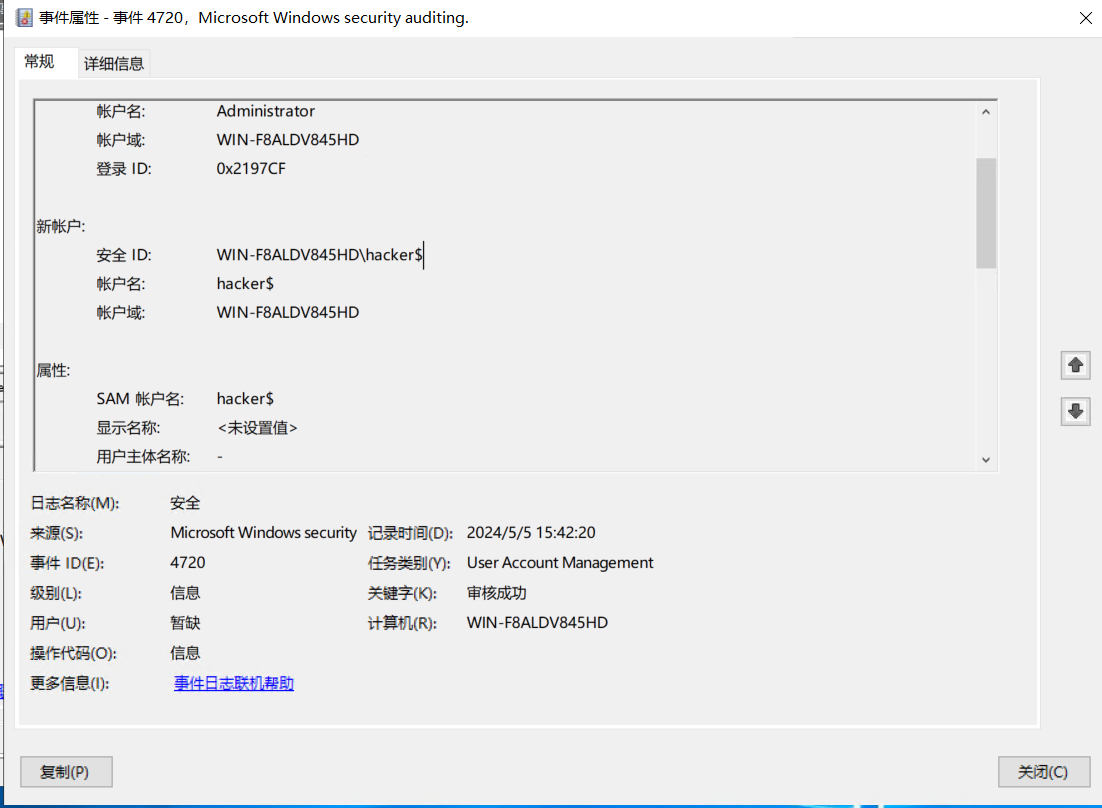 事件属性 - 事件 4720，Microsoft Windows security auditing.
常规 详细信息
帐户名: Administrator
帐户域: WIN-F8ALDV845HD
登录 ID: 0x2197CF
新帐户:
安全 ID: WIN-F8ALDV845HD\hacker$
帐户名: hacker$
帐户域: WIN-F8ALDV845HD
属性:
SAM 帐户名: hacker$
显示名称: <未设置值>
用户主体名称: -
日志名称(M): 安全
来源(S): Microsoft Windows security 记录时间(D): 2024/5/5 15:42:20
事件 ID(E): 4720 任务类别(Y): User Account Management
级别(L): 信息 关键字(K): 审核成功
用户(U): 暂缺 计算机(R): WIN-F8ALDV845HD
操作代码(O): 信息
更多信息(I): 事件日志联机帮助
复制(P) 关闭(C)